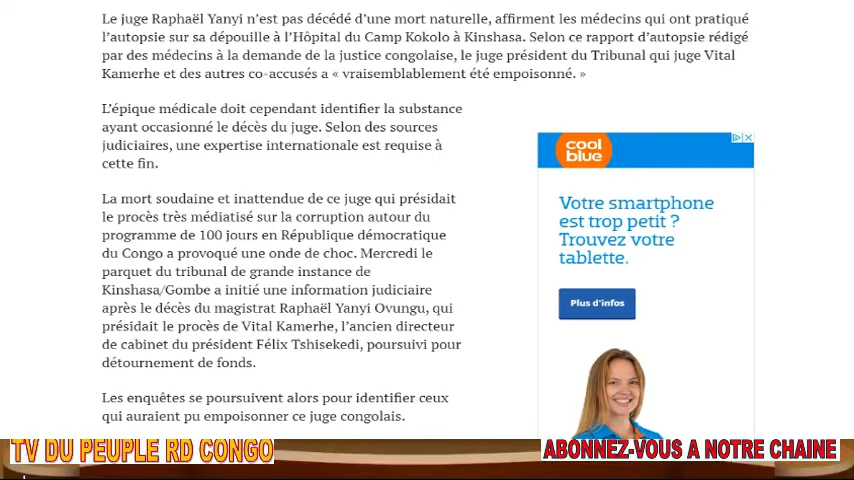 Le juge Raphaël Yanyi n'est pas décédé d'une mort naturelle, affirment les médecins qui ont pratiqué
l'autopsie sur sa dépouille à l'Hôpital du Camp Kokolo à Kinshasa. Selon ce rapport d'autopsie rédigé
par des médecins à la demande de la justice congolaise, le juge président du Tribunal qui juge Vital
Kamerhe et des autres co-accusés a « vraisemblablement été empoisonné. »
L'épique médicale doit cependant identifier la substance
ayant occasionné le décès du juge. Selon des sources
judiciaires, une expertise internationale est requise à
cette fin.
La mort soudaine et inattendue de ce juge qui présidait
le procès très médiatisé sur la corruption autour du
programme de 100 jours en République démocratique
du Congo a provoqué une onde de choc. Mercredi le
parquet du tribunal de grande instance de
Kinshasa/Gombe a initié une information judiciaire
après le décès du magistrat Raphaël Yanyi Ovungu, qui
présidait le procès de Vital Kamerhe, l'ancien directeur
de cabinet du président Félix Tshisekedi, poursuivi pour
détournement de fonds.
Les enquêtes se poursuivent alors pour identifier ceux
qui auraient pu empoisonner ce juge congolais.
cool
blue
Votre smartphone
est trop petit ?
Trouvez votre
tablette.
Plus d'infos
TV DU PEUPLE RD CONGO
ABONNEZ-VOUS A NOTRE CHAINE